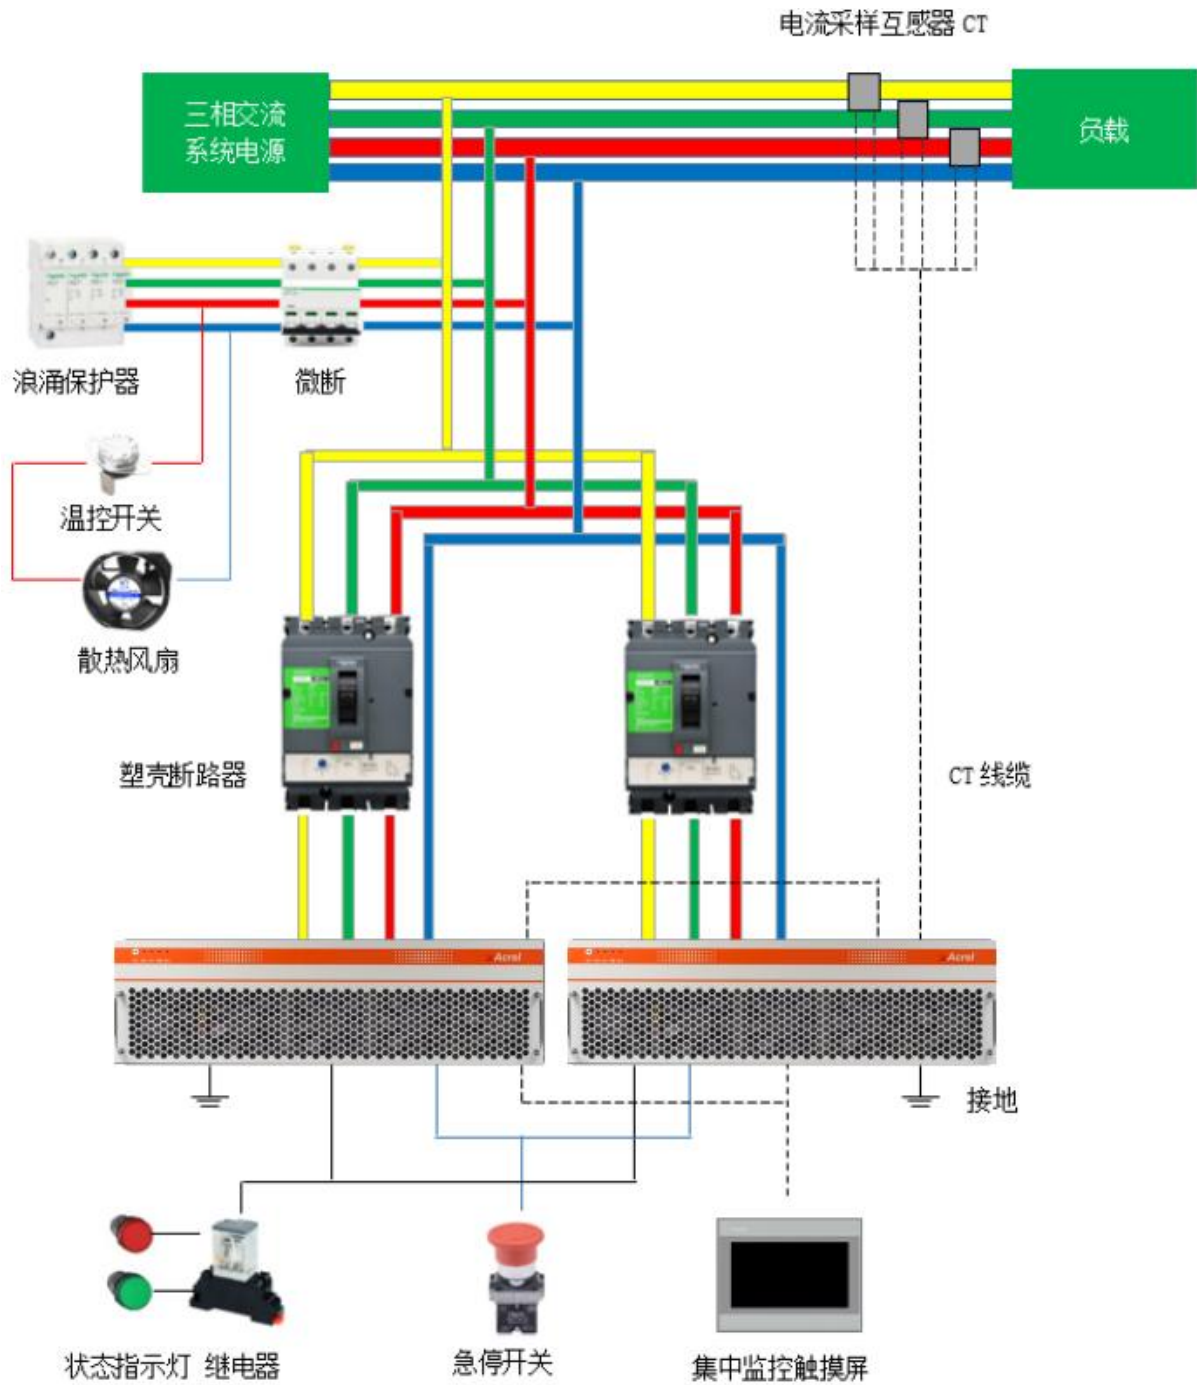 电流采样互感器 CT
三相交流
系统电源
负载
浪涌保护器
微断
温控开关
散热风扇
塑壳断路器
CT 线缆
Acrel
Acrel
接地
状态指示灯
继电器
急停开关
集中监控触摸屏